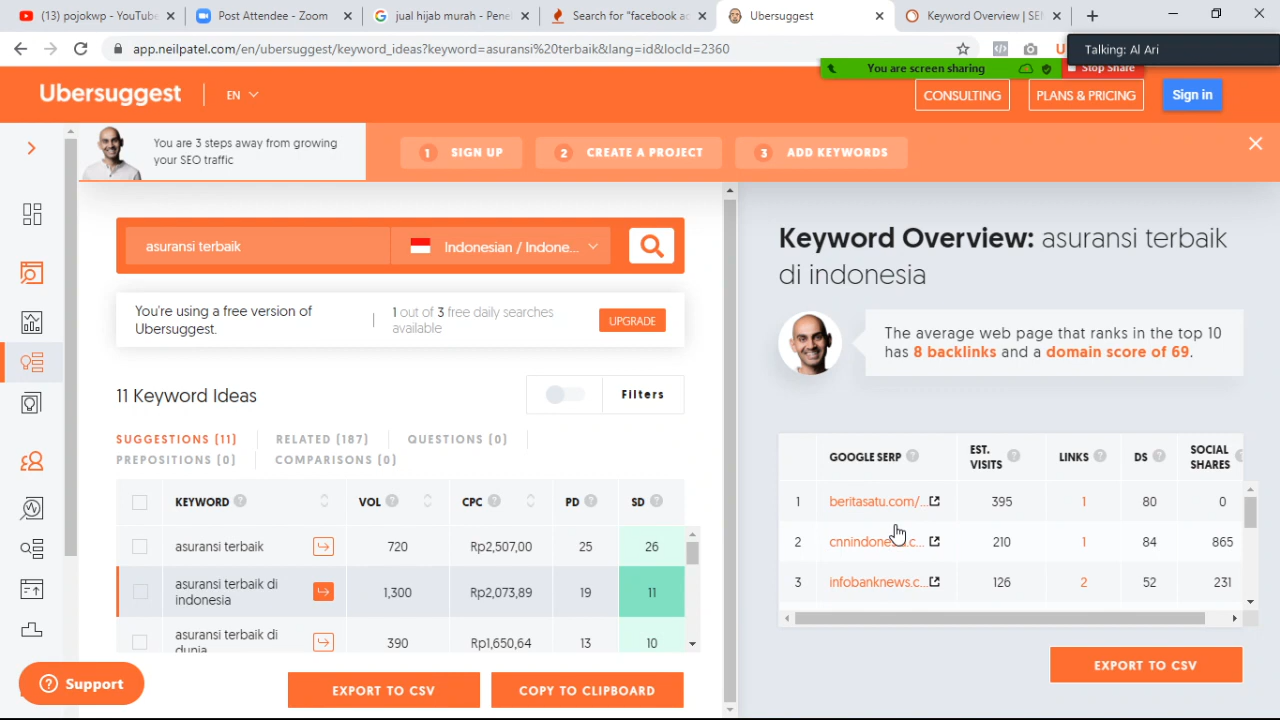 (13) pojokwp - YouTub
Post Attendee - Zoom
jual hijab murah - Pene
Search for "facebook ad
Ubersuggest
Keyword Overview | SE
app.neilpatel.com/en/ubersuggest/keyword_ideas?keyword=asuransi%20terbaik&lang=id&locId=2360
Talking: Al Ari
You are screen sharing
Stop Share
Ubersuggest
EN
CONSULTING
PLANS & PRICING
Sign in
You are 3 steps away from growing
your SEO traffic
1 SIGN UP
2 CREATE A PROJECT
3 ADD KEYWORDS
asuransi terbaik
Indonesian / Indone...
You're using a free version of
Ubersuggest.
1 out of 3 free daily searches
available
UPGRADE
11 Keyword Ideas
Filters
SUGGESTIONS (11)
RELATED (187)
QUESTIONS (0)
PREPOSITIONS (0)
COMPARISONS (0)
KEYWORD VOL CPC PD SD
asuransi terbaik 720 Rp2,507,00 25 26
asuransi terbaik di
indonesia 1,300 Rp2,073,89 19 11
asuransi terbaik di
dunia 390 Rp1,650,64 13 10
EXPORT TO CSV
COPY TO CLIPBOARD
Support
Keyword Overview: asuransi terbaik
di indonesia
The average web page that ranks in the top 10
has 8 backlinks and a domain score of 69.
GOOGLE SERP EST. VISITS LINKS DS SOCIAL SHARES
1 beritasatu.com/... 395 1 80 0
2 cnnindonesia.c... 210 1 84 865
3 infobanknews.c... 126 2 52 231
EXPORT TO CSV